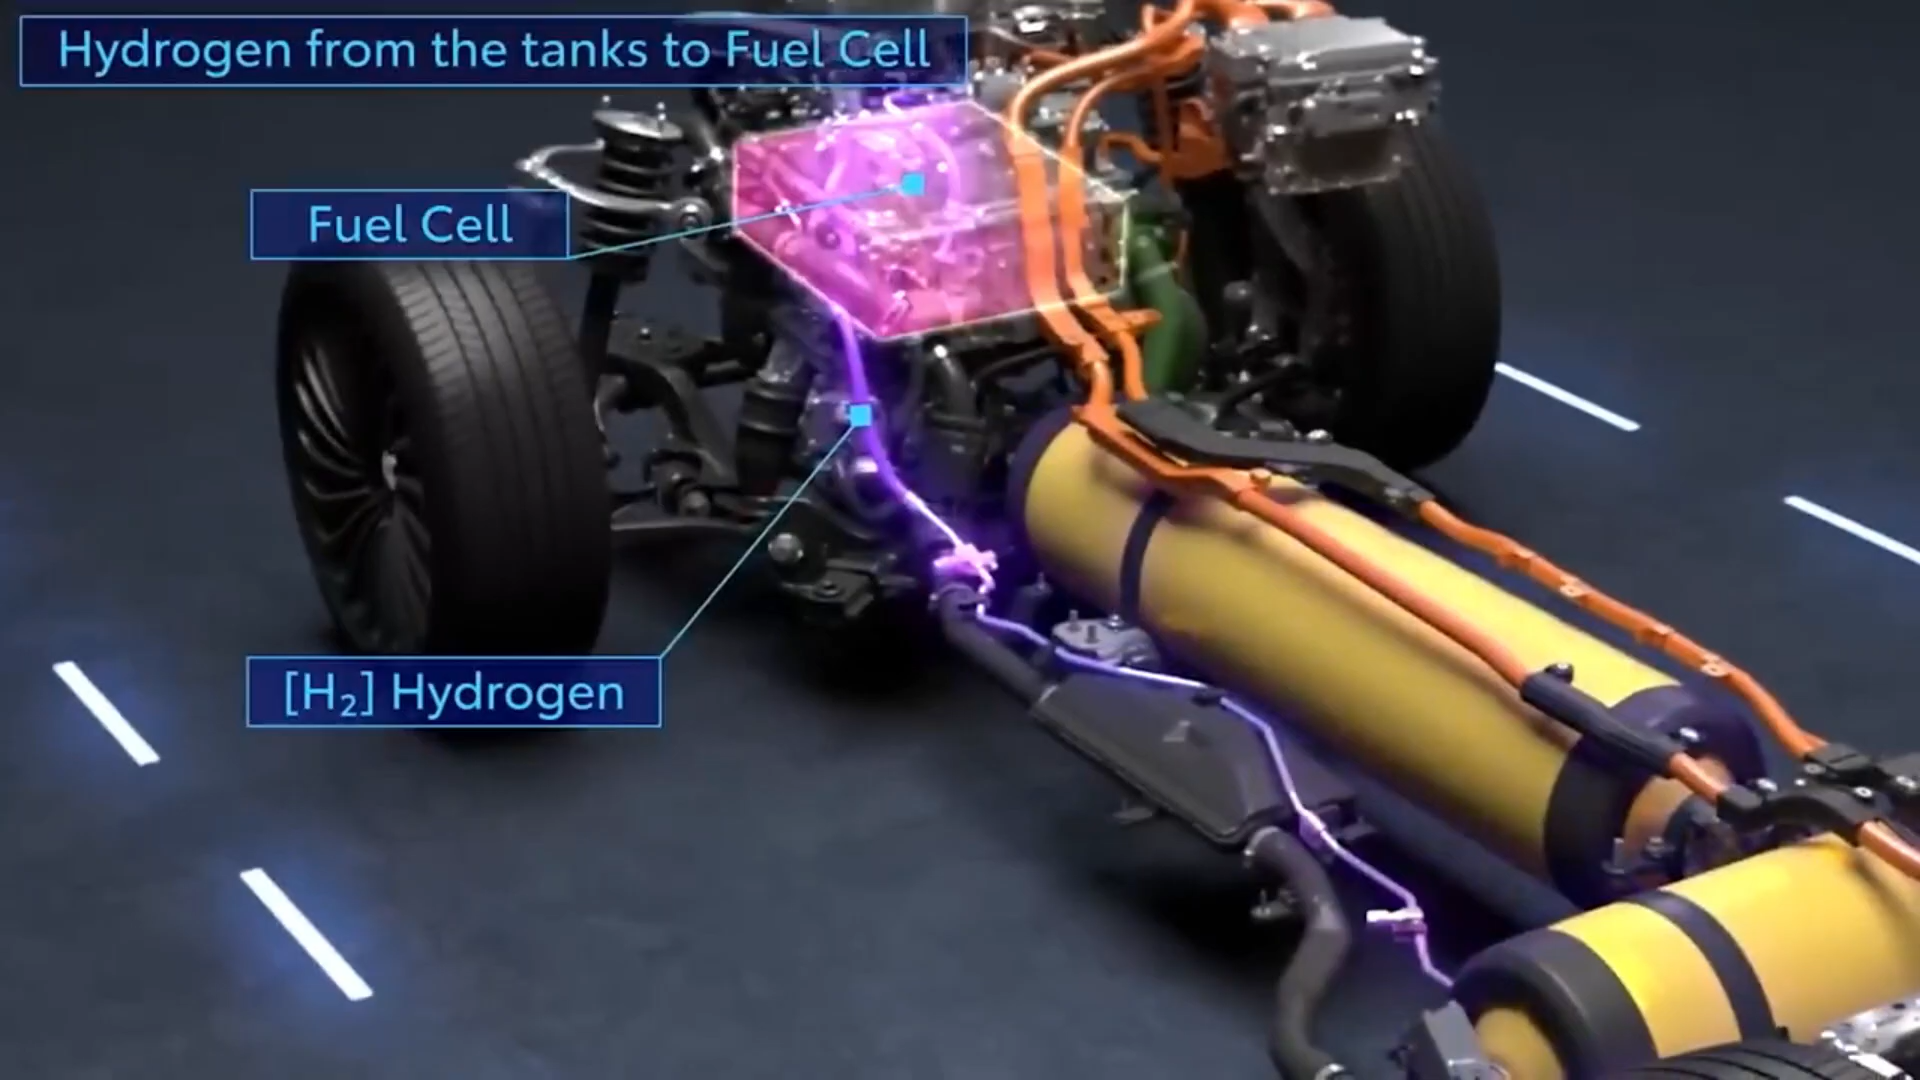 Hydrogen from the tanks to Fuel Cell
Fuel Cell
[H₂] Hydrogen